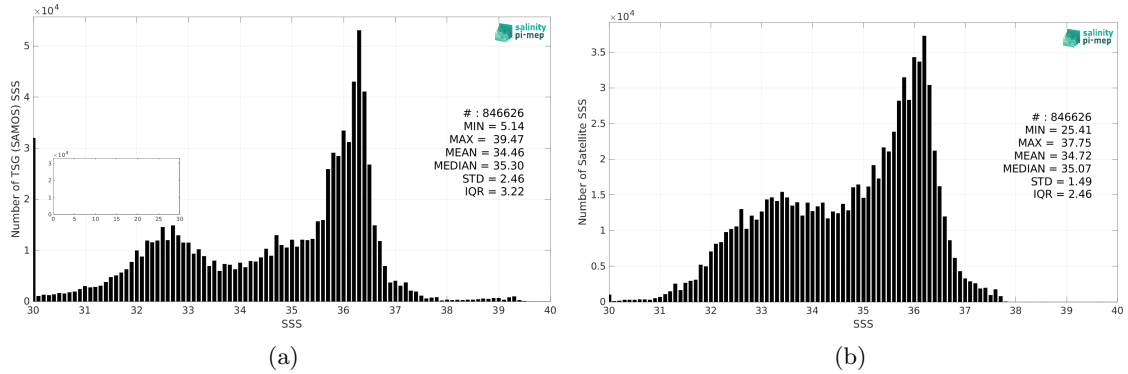 ×10⁴
5
4
3
2
1
0
30 31 32 33 34 35 36 37 38 39 40
SSS
Number of TSG (SAMOS) SSS
salinity
pi-mep
# : 846626
MIN = 5.14
MAX = 39.47
MEAN = 34.46
MEDIAN = 35.30
STD = 2.46
IQR = 3.22
×10⁴
3
2
1
0
0 5 10 15 20 25 30
(a)
×10⁴
3.5
3
2.5
2
1.5
1
0.5
0
30 31 32 33 34 35 36 37 38 39 40
SSS
Number of Satellite SSS
salinity
pi-mep
# : 846626
MIN = 25.41
MAX = 37.75
MEAN = 34.72
MEDIAN = 35.07
STD = 1.49
IQR = 2.46
(b)